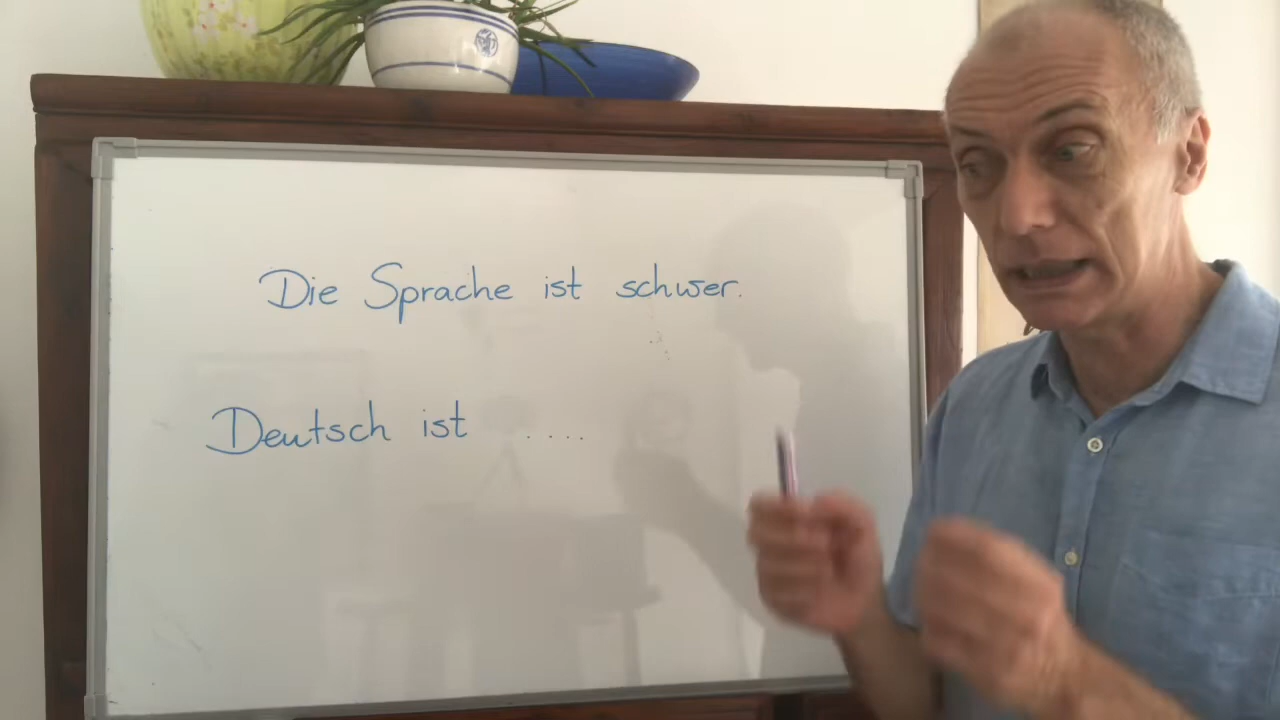 Die Sprache ist schwer.
Deutsch ist ....